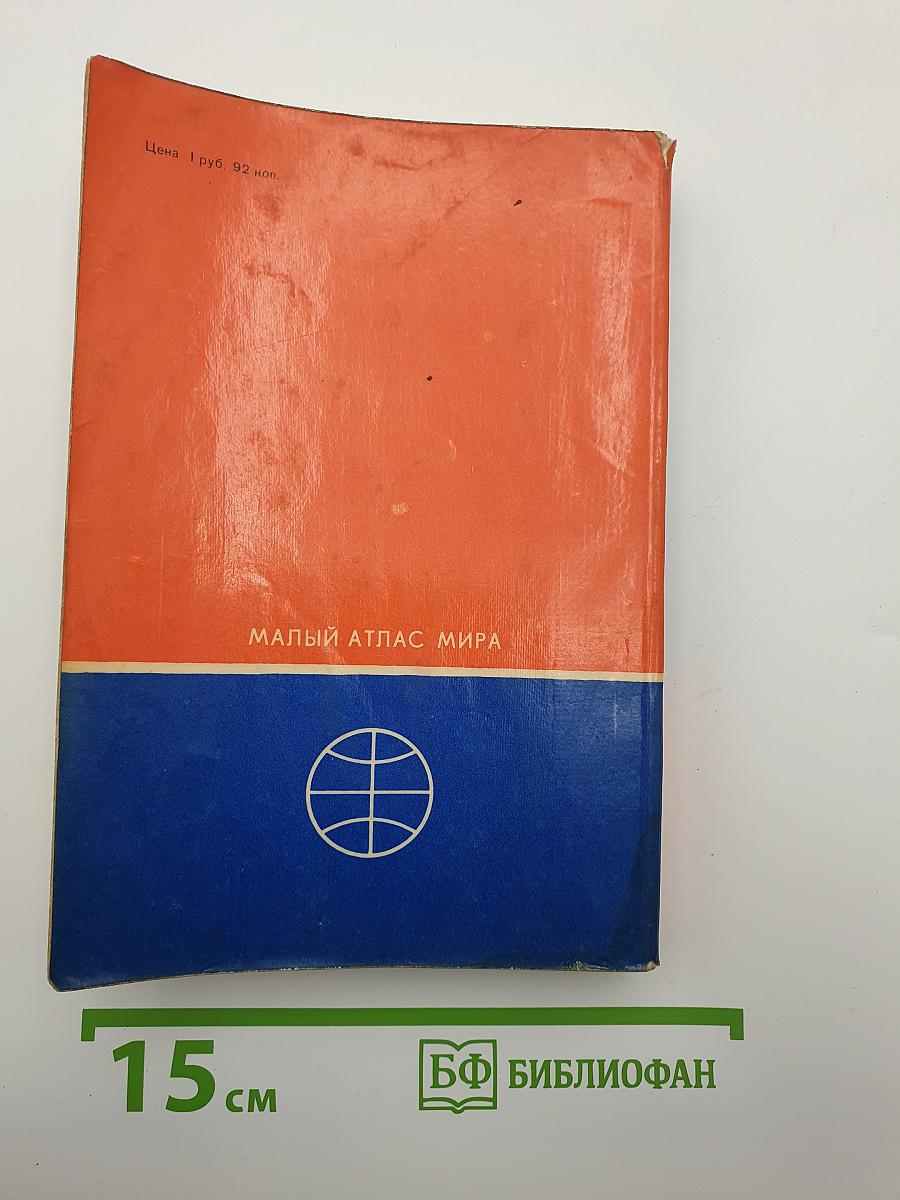 Цена 1 руб. 92 коп.
МАЛЫЙ АТЛАС МИРА
15 см
БФ БИБЛИОФАН